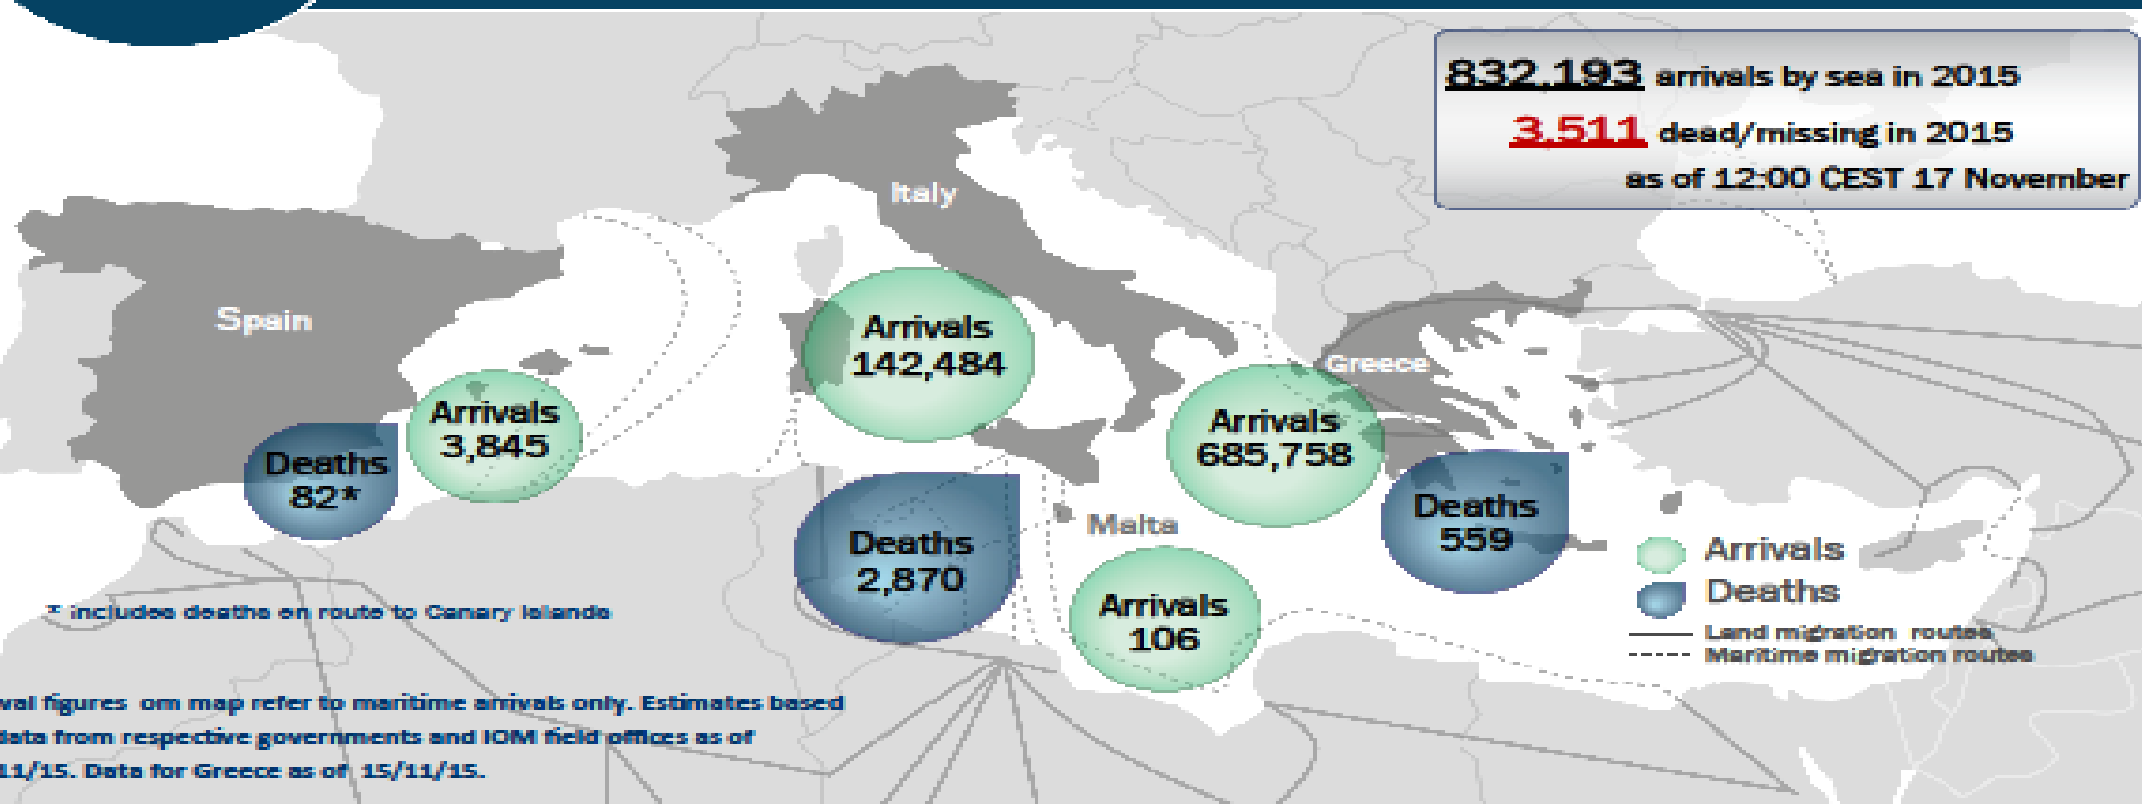 832,193 arrivals by sea in 2015
3,511 dead/missing in 2015
as of 12:00 CEST 17 November
Italy
Spain
Greece
Malta
Arrivals
142,484
Arrivals
3,845
Deaths
82*
Arrivals
685,758
Deaths
559
Deaths
2,870
Arrivals
106
Arrivals
Deaths
Land migration routes
Maritime migration routes
* includes deaths en route to Canary Islands
val figures om map refer to maritime arrivals only. Estimates based
data from respective governments and IOM field offices as of
11/15. Data for Greece as of 15/11/15.